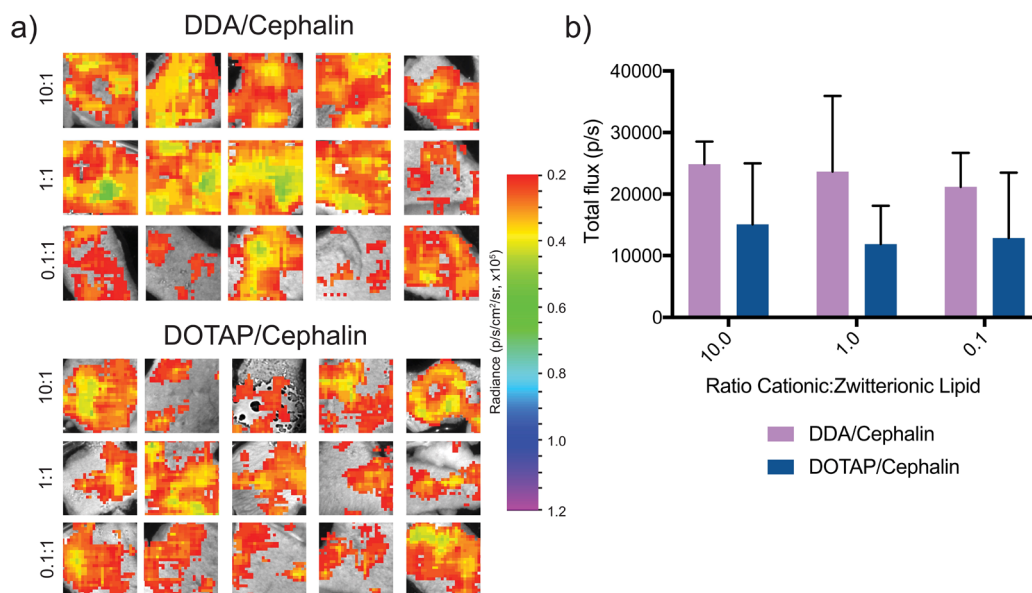 a)
DDA/Cephalin
10:1
1:1
0.1:1
DOTAP/Cephalin
10:1
1:1
0.1:1
Radiance (p/s/cm²/sr, x10⁵)
0.2
0.4
0.6
0.8
1.0
1.2
b)
Total flux (p/s)
40000
30000
20000
10000
0
10.0
1.0
0.1
Ratio Cationic:Zwitterionic Lipid
DDA/Cephalin
DOTAP/Cephalin